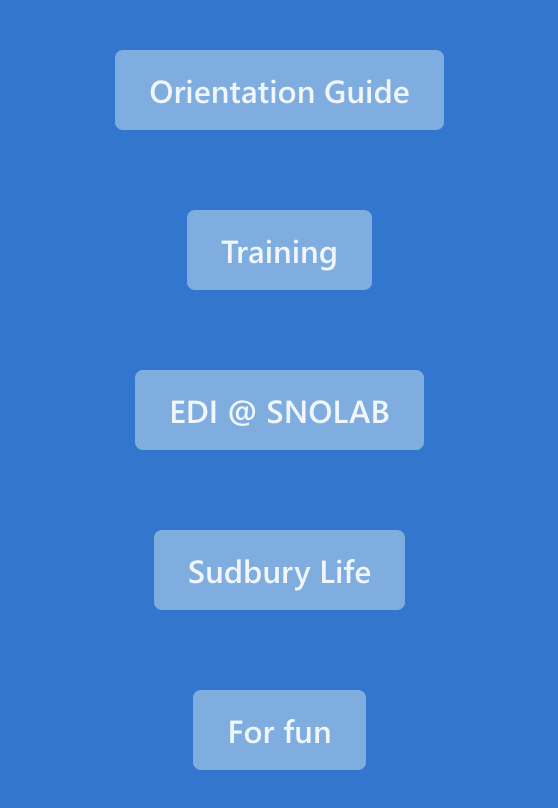 Orientation Guide
Training
EDI @ SNOLAB
Sudbury Life
For fun